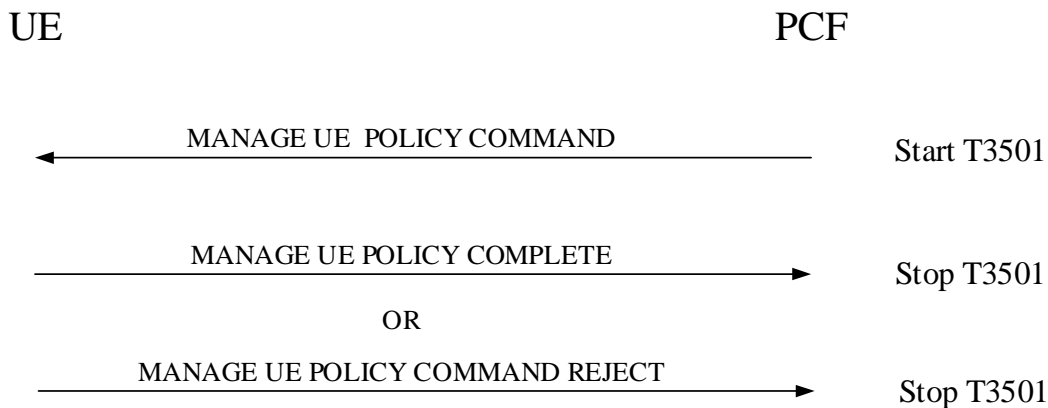 UE PCF
MANAGE UE POLICY COMMAND Start T3501
MANAGE UE POLICY COMPLETE Stop T3501
OR
MANAGE UE POLICY COMMAND REJECT Stop T3501